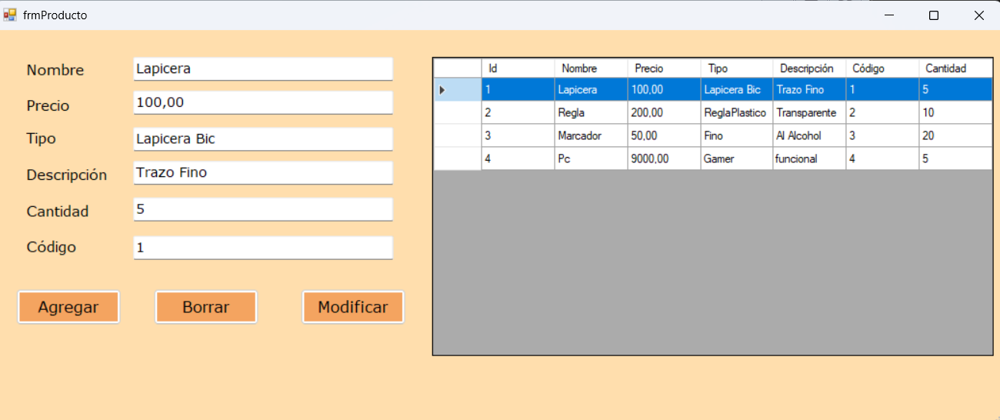 frmProducto
Nombre Lapicera
Precio 100,00
Tipo Lapicera Bic
Descripción Trazo Fino
Cantidad 5
Código 1
Agregar Borrar Modificar
Id Nombre Precio Tipo Descripción Código Cantidad
1 Lapicera 100,00 Lapicera Bic Trazo Fino 1 5
2 Regla 200,00 ReglaPlastico Transparente 2 10
3 Marcador 50,00 Fino Al Alcohol 3 20
4 Pc 9000,00 Gamer funcional 4 5